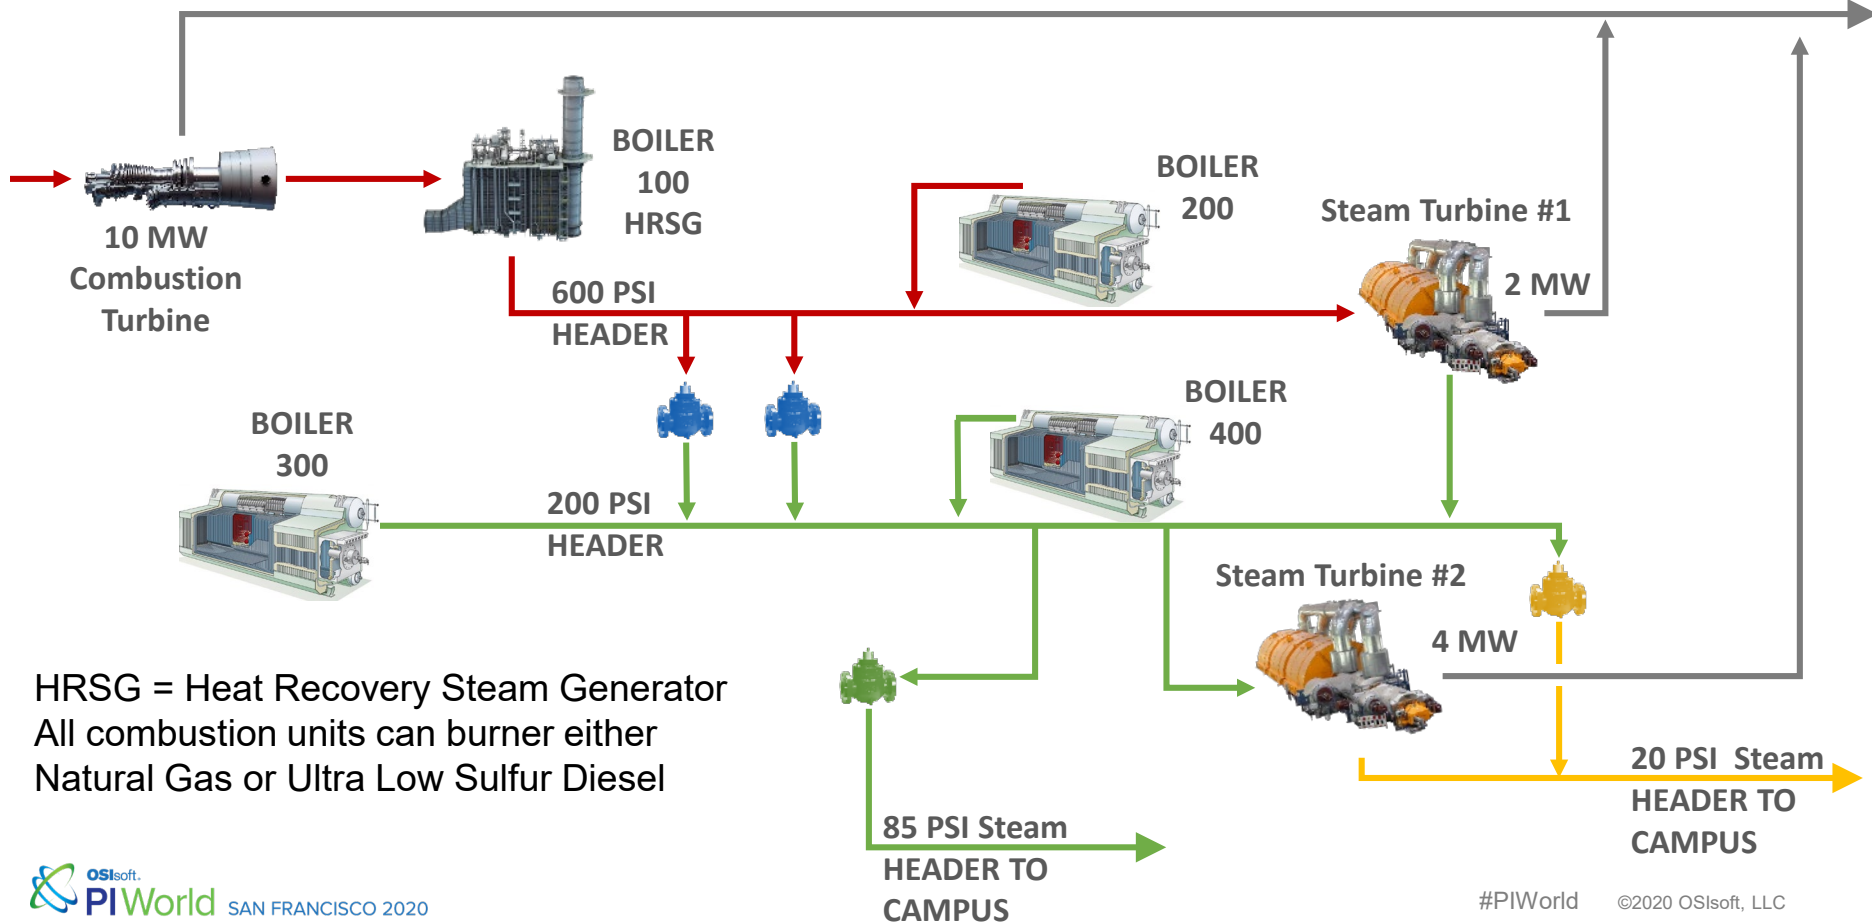 BOILER
100
HRSG
BOILER
200
Steam Turbine #1
10 MW
Combustion
Turbine
600 PSI
HEADER
2 MW
BOILER
300
BOILER
400
200 PSI
HEADER
Steam Turbine #2
4 MW
HRSG = Heat Recovery Steam Generator
All combustion units can burner either
Natural Gas or Ultra Low Sulfur Diesel
20 PSI  Steam
HEADER TO
CAMPUS
85 PSI Steam
HEADER TO
CAMPUS
OSIsoft.
PIWorld SAN FRANCISCO 2020
#PIWorld ©2020 OSIsoft, LLC